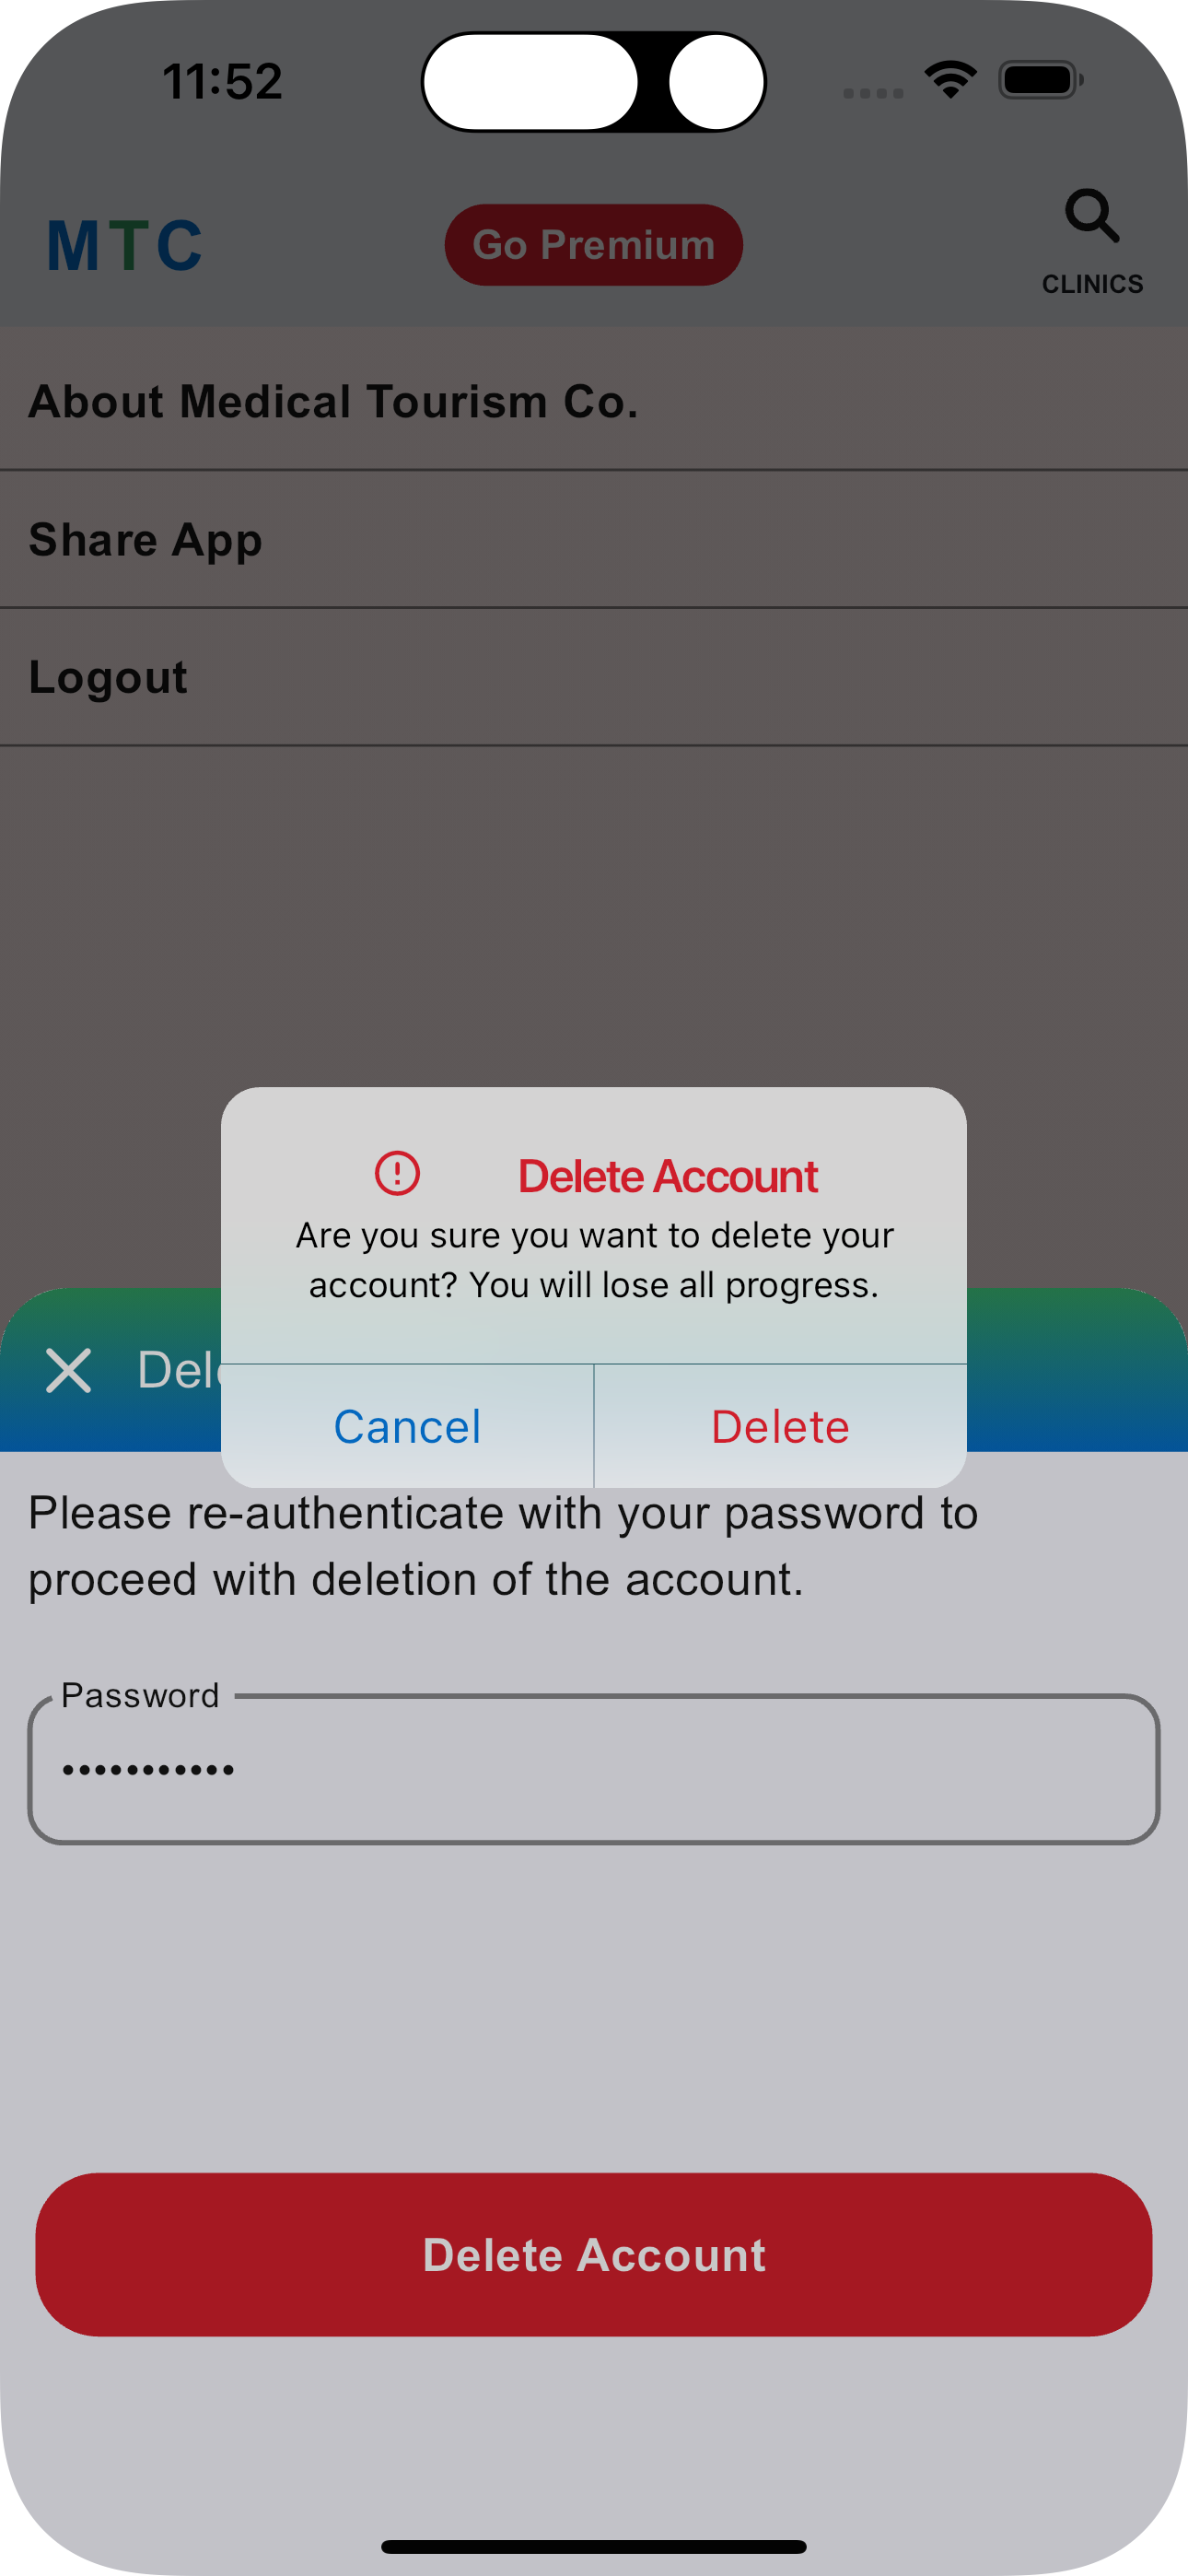 11:52
MTC
Go Premium
CLINICS
About Medical Tourism Co.
Share App
Logout
Delete Account
Are you sure you want to delete your
account? You will lose all progress.
Cancel
Delete
Please re-authenticate with your password to
proceed with deletion of the account.
Password
•••••••••••
Delete Account